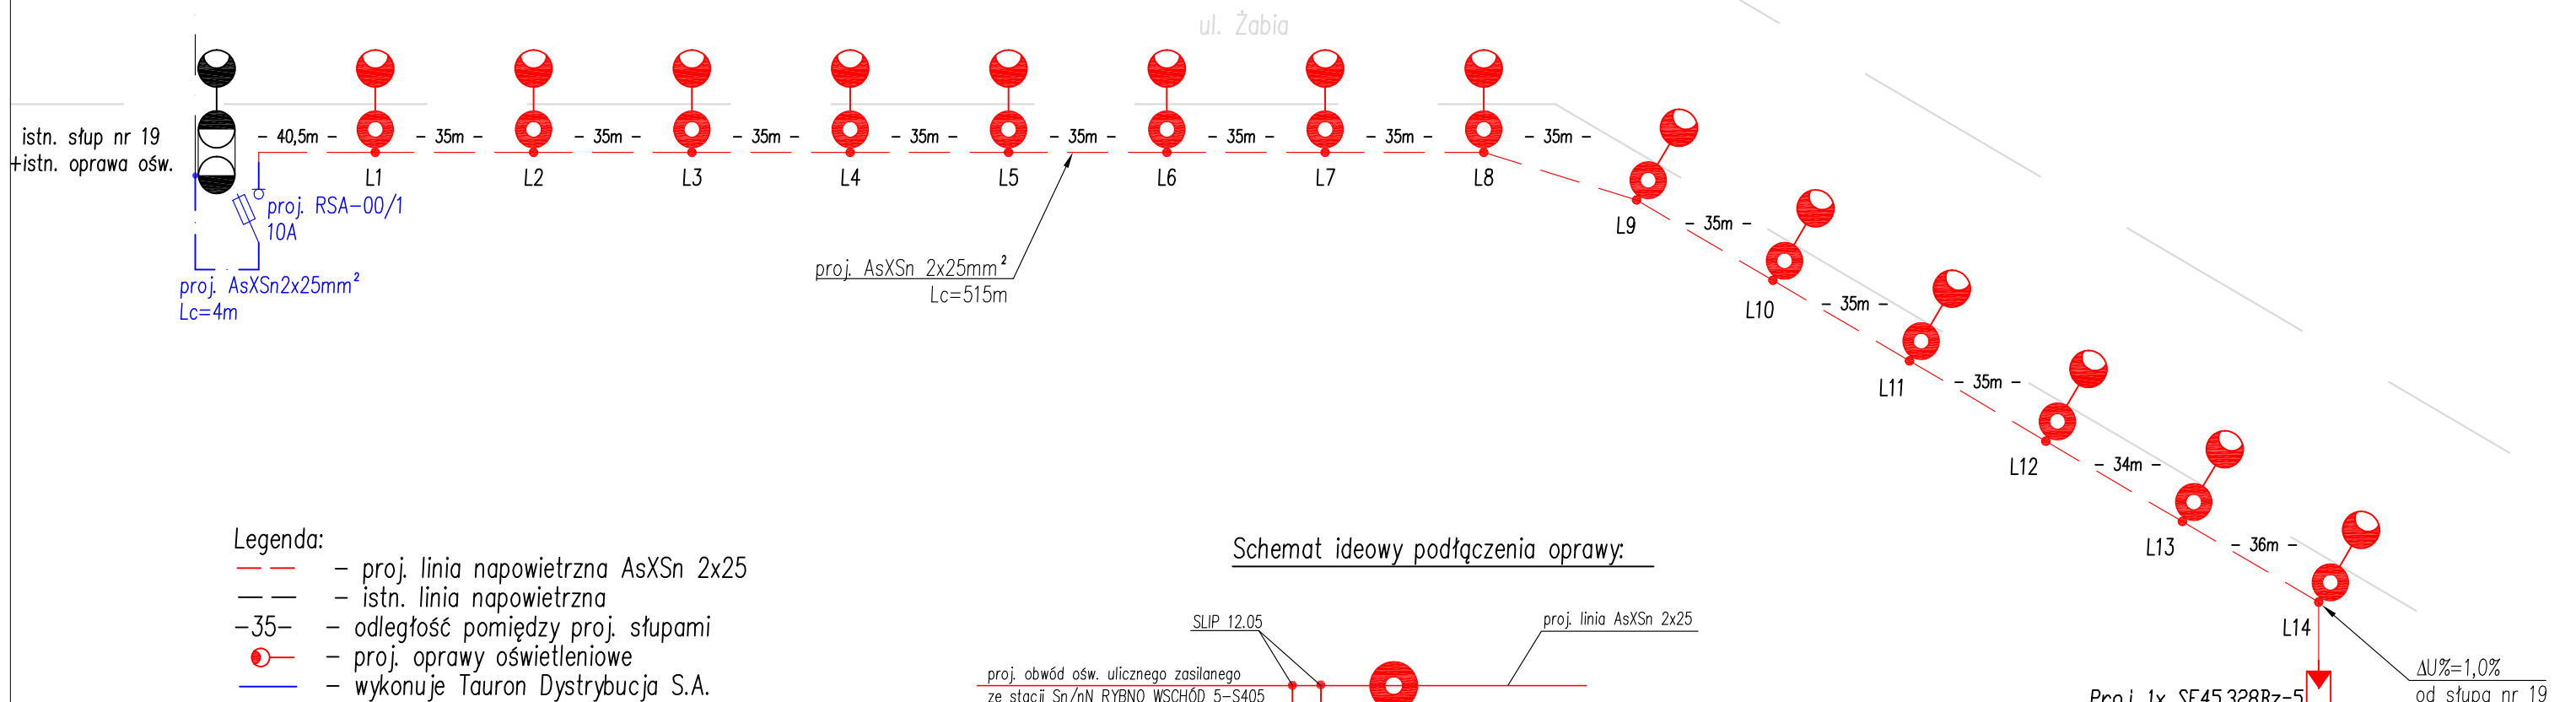 ul. Żabia
istn. słup nr 19
+istn. oprawa ośw.
- 40,5m -
- 35m -
- 35m -
- 35m -
- 35m -
- 35m -
- 35m -
- 35m -
- 35m -
L1
L2
L3
L4
L5
L6
L7
L8
L9
- 35m -
L10
- 35m -
L11
- 35m -
L12
- 34m -
L13
- 36m -
L14
proj. RSA-00/1
10A
proj. AsXSn2x25mm²
Lc=4m
proj. AsXSn 2x25mm²
Lc=515m
Legenda:
- proj. linia napowietrzna AsXSn 2x25
- istn. linia napowietrzna
-35- - odległość pomiędzy proj. słupami
- proj. oprawy oświetleniowe
- wykonuje Tauron Dystrybucja S.A.
Schemat ideowy podłączenia oprawy:
SLIP 12.05
proj. linia AsXSn 2x25
proj. obwód ośw. ulicznego zasilanego
ze stacji Sn/nN RYBNO WSCHÓD 5-S405
ΔU%=1,0%
od słupa nr 19
Proj. 1x